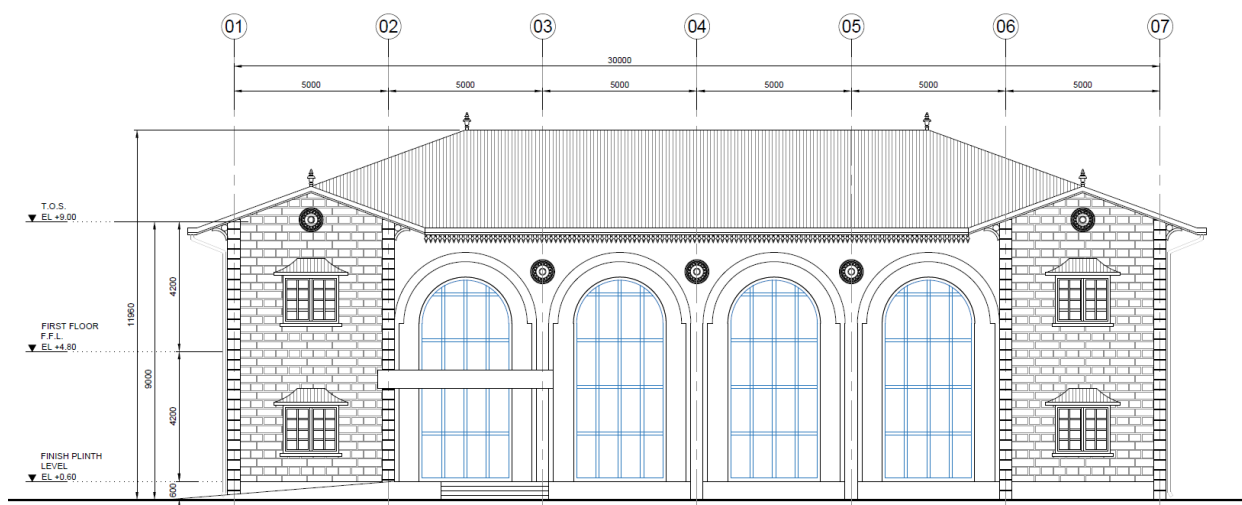 01 02 03 04 05 06 07
30000
5000 5000 5000 5000 5000 5000
T.O.S.
EL +9.00
FIRST FLOOR
F.F.L.
EL +4.80
FINISH PLINTH
LEVEL
EL +0.60
11960
9000
4200
4200
600